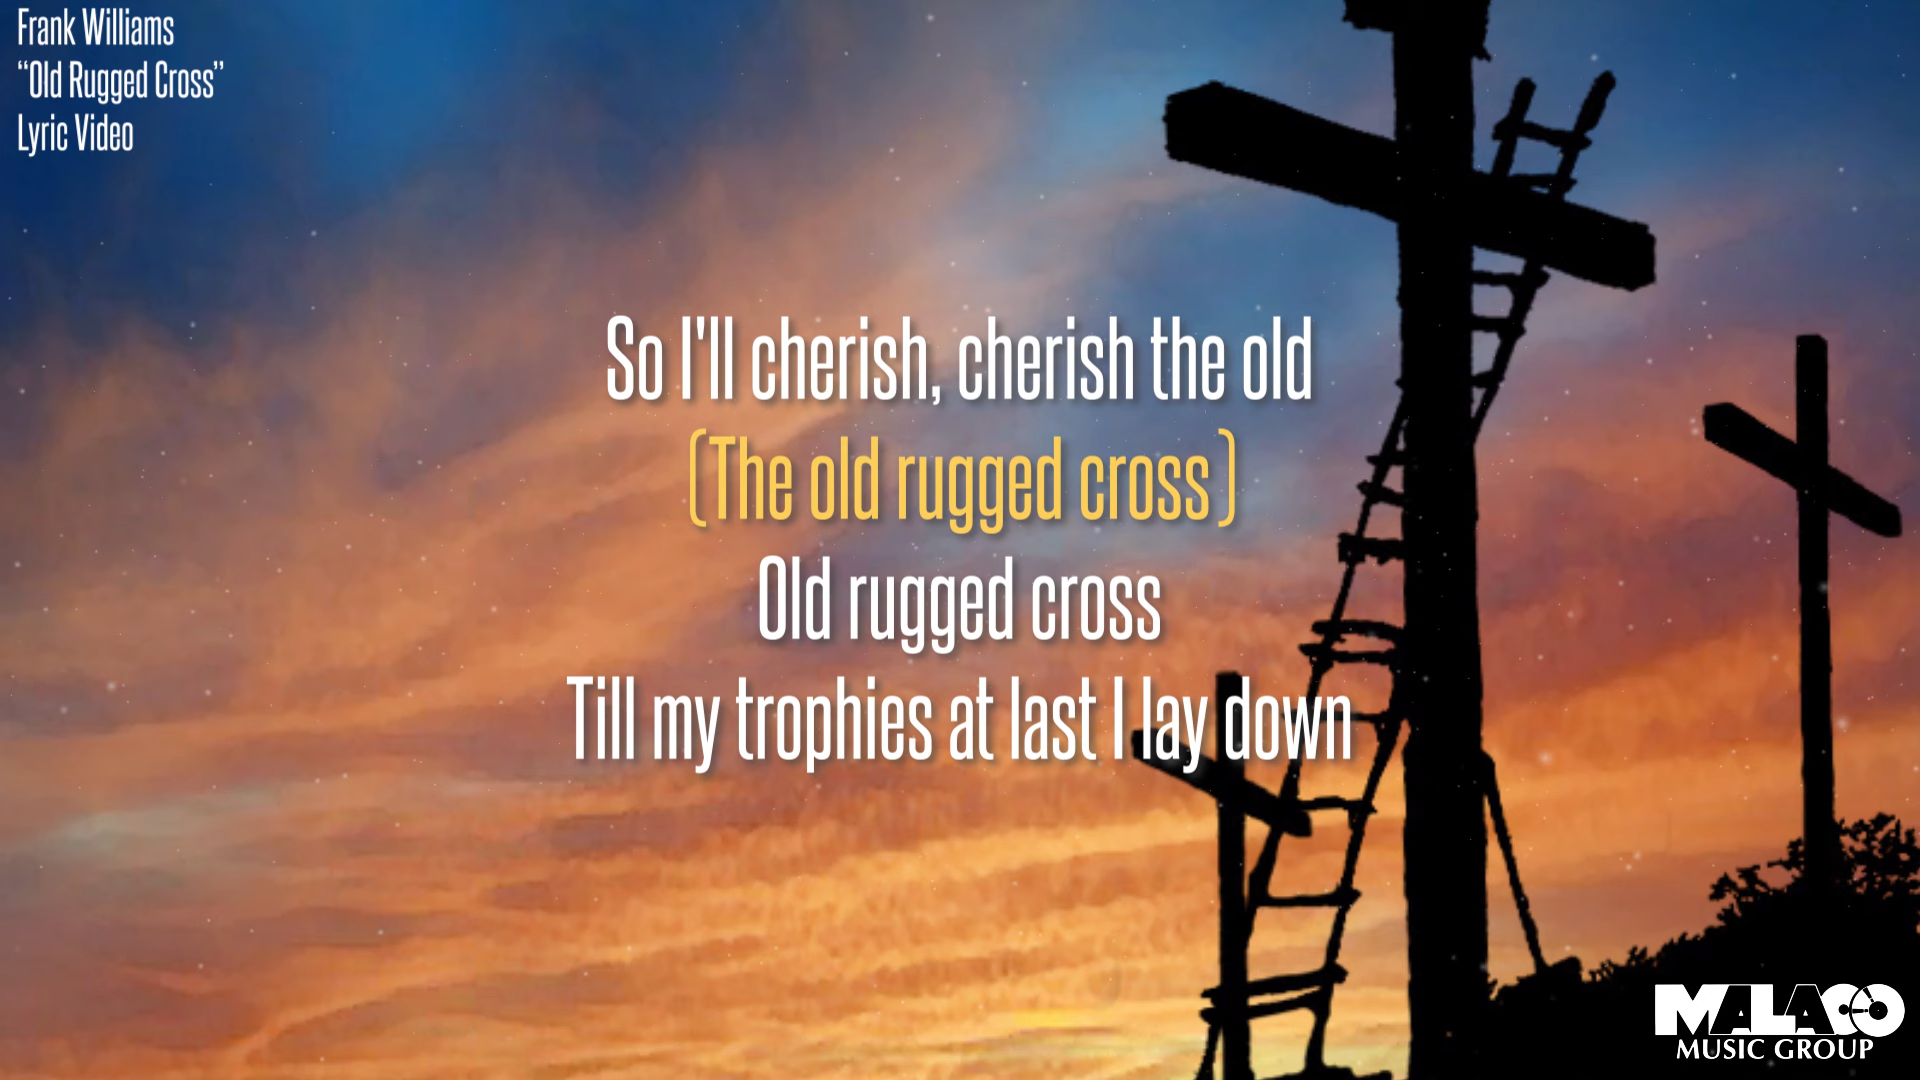 Frank Williams
“Old Rugged Cross”
Lyric Video
So I'll cherish, cherish the old
(The old rugged cross)
Old rugged cross
Till my trophies at last I lay down
MALACO
MUSIC GROUP